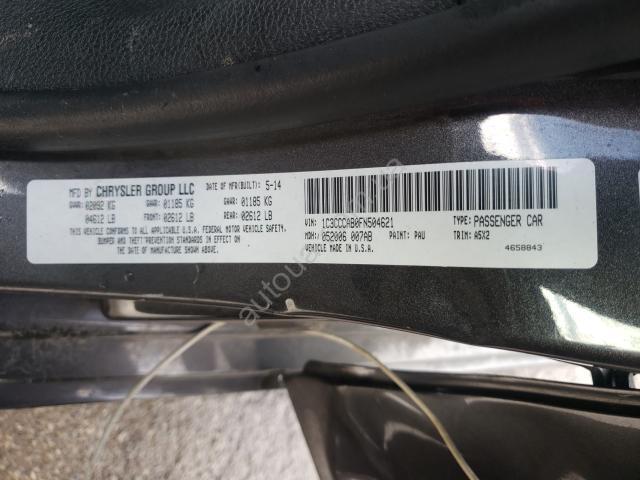 MFD BY CHRYSLER GROUP LLC DATE OF MFR(BUILT): 5-14
GVWR: 02092 KG GAWR: 01185 KG GAWR: 01185 KG
04612 LB FRONT: 02612 LB REAR: 02612 LB
THIS VEHICLE CONFORMS TO ALL APPLICABLE U.S.A. FEDERAL MOTOR VEHICLE SAFETY,
BUMPER AND THEFT PREVENTION STANDARDS IN EFFECT ON
THE DATE OF MANUFACTURE SHOWN ABOVE.
VIN: 1C3CCCAB0FN504621 TYPE: PASSENGER CAR
MDH: 052006 007AB PAINT: PAU TRIM: A5X2
MADE IN U.S.A.
4658843